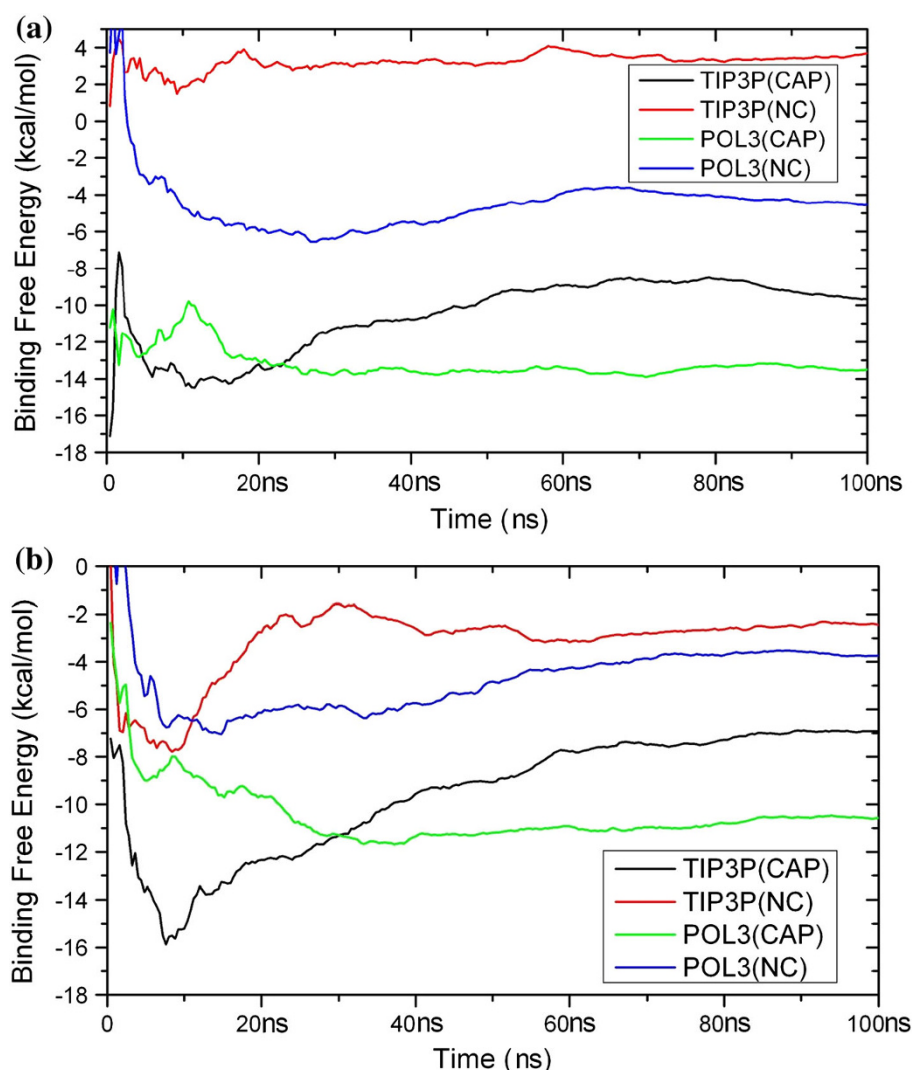 (a)
4
2
0
-2
-4
-6
-8
-10
-12
-14
-16
-18
Binding Free Energy (kcal/mol)
TIP3P(CAP)
TIP3P(NC)
POL3(CAP)
POL3(NC)
0 20ns 40ns 60ns 80ns 100ns
Time (ns)
(b)
0
-2
-4
-6
-8
-10
-12
-14
-16
-18
Binding Free Energy (kcal/mol)
TIP3P(CAP)
TIP3P(NC)
POL3(CAP)
POL3(NC)
0 20ns 40ns 60ns 80ns 100ns
Time (ns)